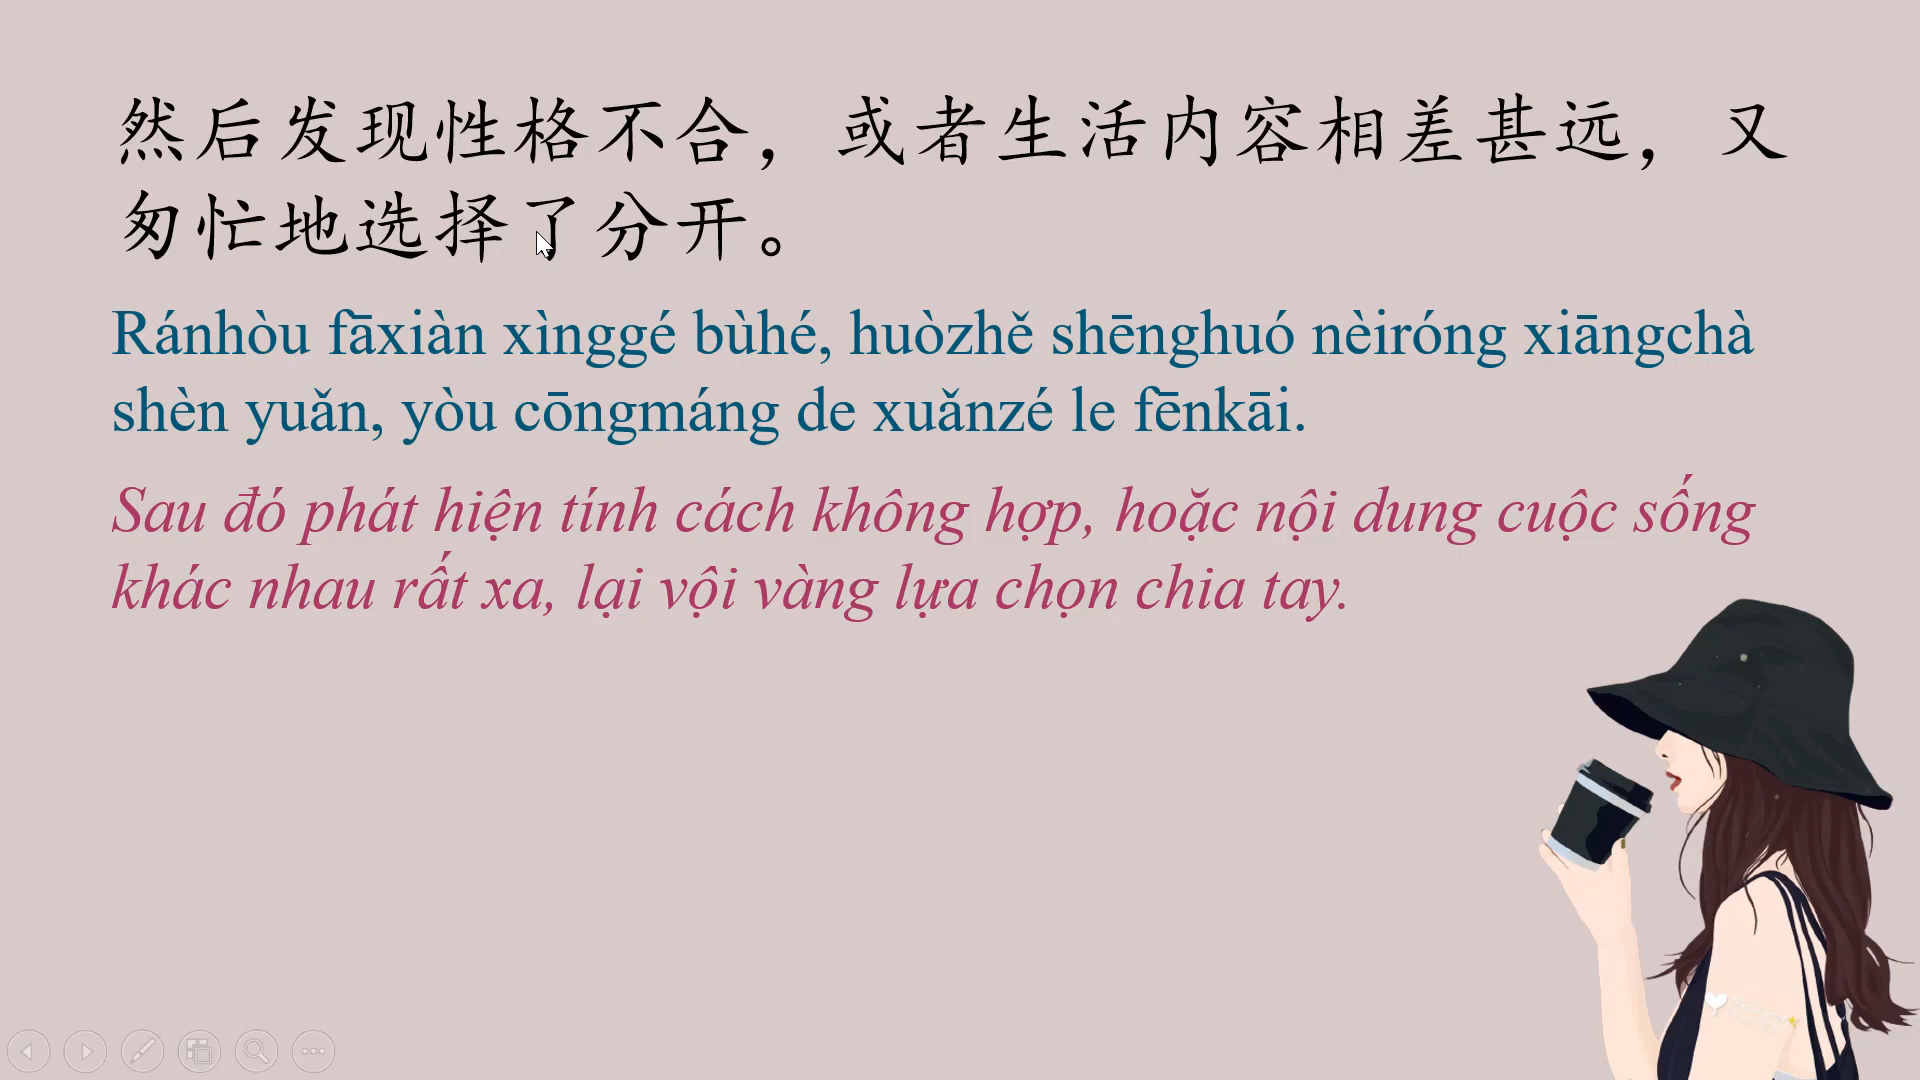 然后发现性格不合，或者生活内容相差甚远，又
匆忙地选择了分开。
Ránhòu fāxiàn xìnggé bùhé, huòzhě shēnghuó nèiróng xiāngchà
shèn yuǎn, yòu cōngmáng de xuǎnzé le fēnkāi.
Sau đó phát hiện tính cách không hợp, hoặc nội dung cuộc sống
khác nhau rất xa, lại vội vàng lựa chọn chia tay.